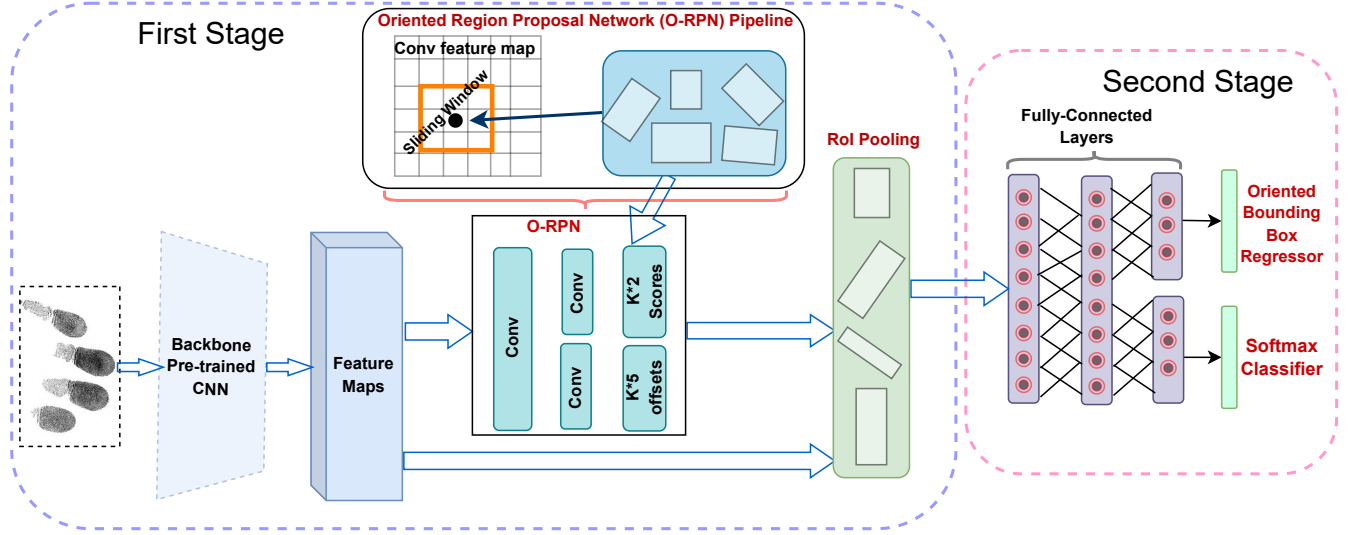 First Stage
Oriented Region Proposal Network (O-RPN) Pipeline
Conv feature map
Sliding Window
Second Stage
Fully-Connected
Layers
RoI Pooling
O-RPN
Conv
Conv
Conv
K*2
Scores
K*5
offsets
Backbone
Pre-trained
CNN
Feature
Maps
Oriented
Bounding
Box
Regressor
Softmax
Classifier